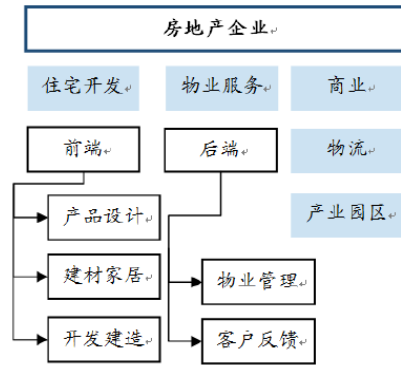 房地产企业
住宅开发
物业服务
商业
前端
后端
物流
产品设计
产业园区
建材家居
物业管理
开发建造
客户反馈